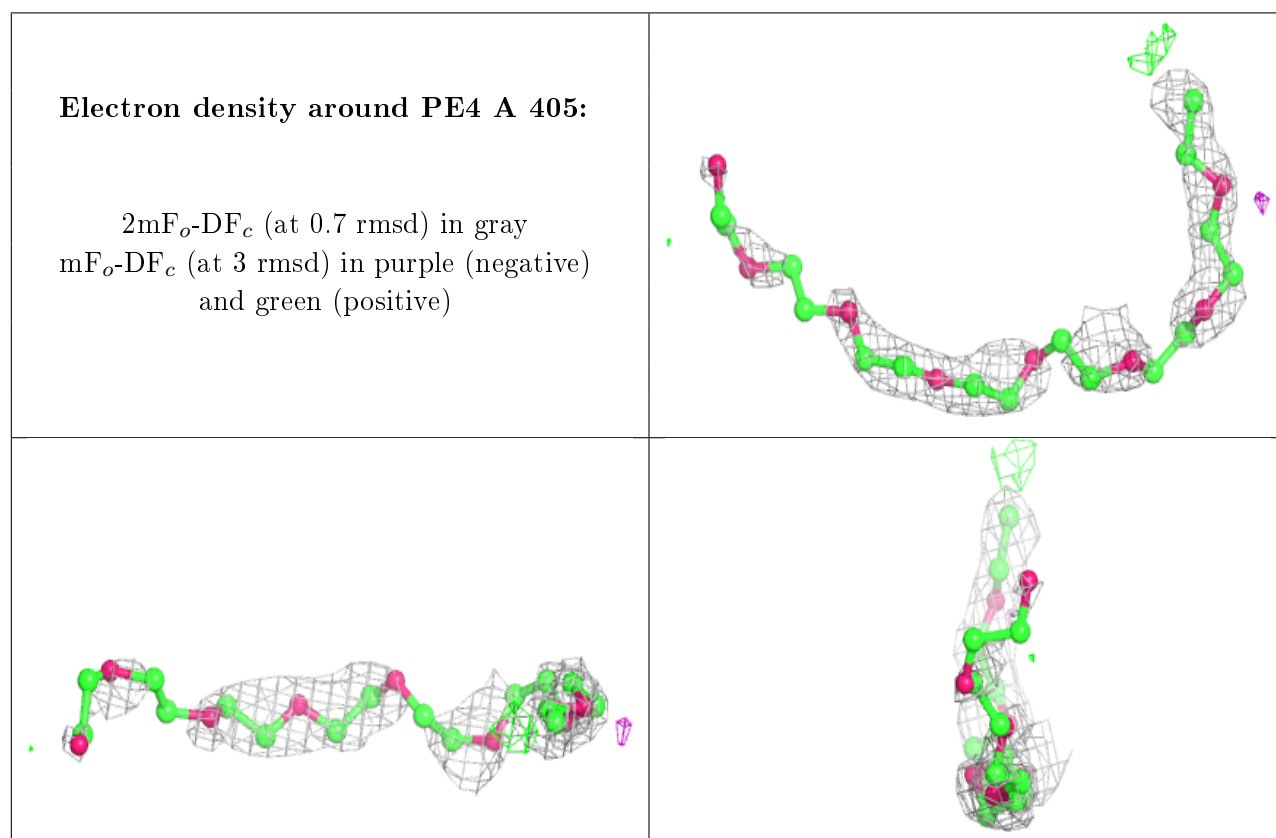 Electron density around PE4 A 405:
2mFₒ-DF𝒸 (at 0.7 rmsd) in gray
mFₒ-DF𝒸 (at 3 rmsd) in purple (negative)
and green (positive)